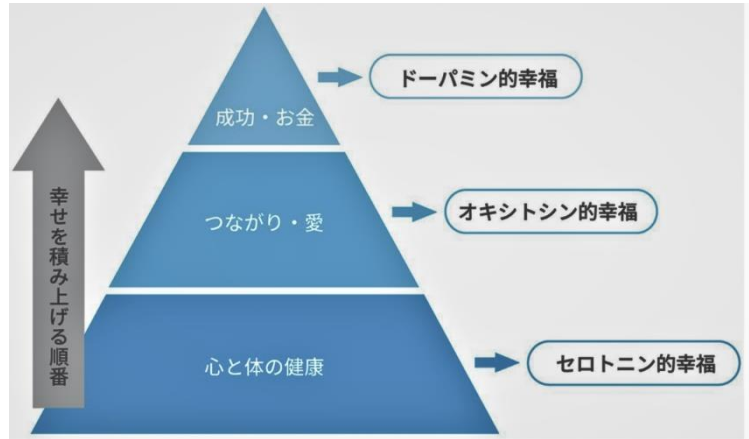 成功・お金
ドーパミン的幸福
つながり・愛
オキシトシン的幸福
心と体の健康
セロトニン的幸福
幸せを積み上げる順番